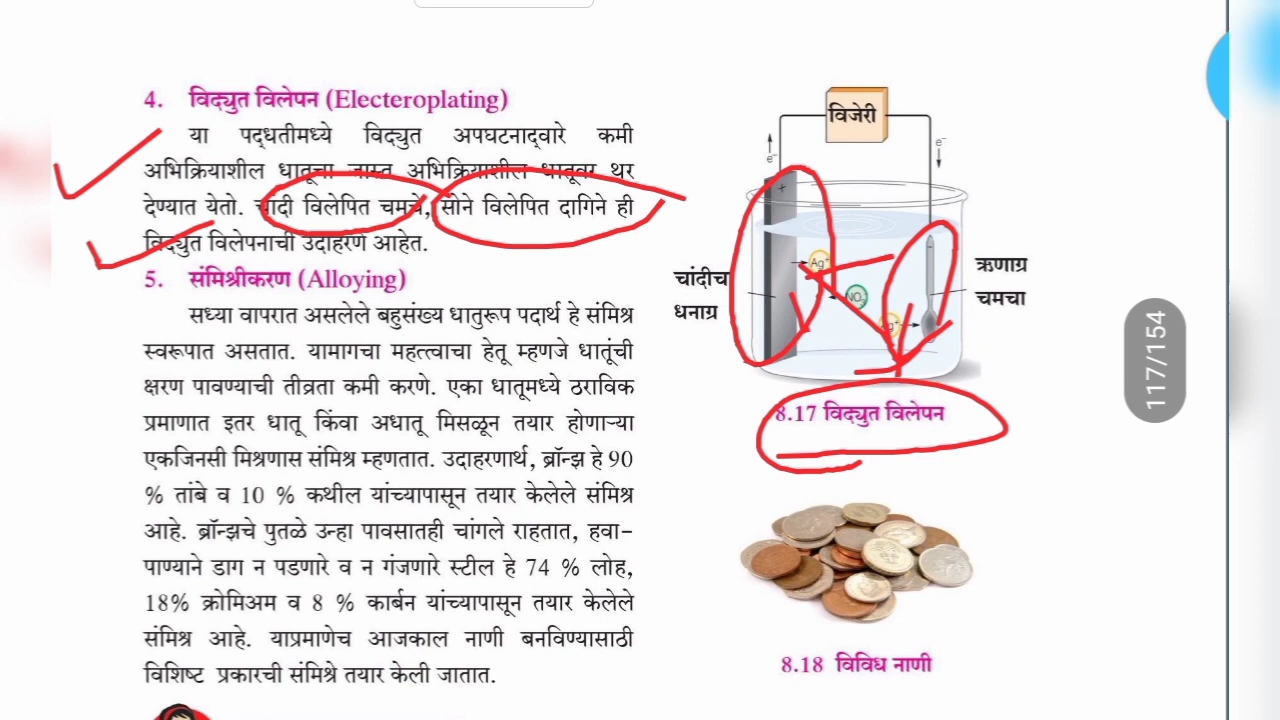 4. विद्युत विलेपन (Electeroplating)
या पद्धतीमध्ये विद्युत अपघटनाद्वारे कमी
अभिक्रियाशील धातूचा जास्त अभिक्रियाशील धातूवर थर
देण्यात येतो. चांदी विलेपित चमचे, सोने विलेपित दागिने ही
विद्युत विलेपनाची उदाहरणे आहेत.
5. संमिश्रीकरण (Alloying)
सध्या वापरात असलेले बहुसंख्य धातुरूप पदार्थ हे संमिश्र
स्वरूपात असतात. यामागचा महत्त्वाचा हेतू म्हणजे धातूंची
क्षरण पावण्याची तीव्रता कमी करणे. एका धातूमध्ये ठराविक
प्रमाणात इतर धातू किंवा अधातू मिसळून तयार होणाऱ्या
एकजिनसी मिश्रणास संमिश्र म्हणतात. उदाहरणार्थ, ब्रॉन्झ हे 90
% तांबे व 10 % कथील यांच्यापासून तयार केलेले संमिश्र
आहे. ब्रॉन्झचे पुतळे उन्हा पावसातही चांगले राहतात, हवा-
पाण्याने डाग न पडणारे व न गंजणारे स्टील हे 74 % लोह,
18% क्रोमिअम व 8 % कार्बन यांच्यापासून तयार केलेले
संमिश्र आहे. याप्रमाणेच आजकाल नाणी बनविण्यासाठी
विशिष्ट प्रकारची संमिश्रे तयार केली जातात.
विजेरी
e⁻
e⁻
+
Ag⁺
NO₃
Ag⁺
चांदीच
धनाग्र
ऋणाग्र
चमचा
8.17 विद्युत विलेपन
8.18 विविध नाणी
117/154